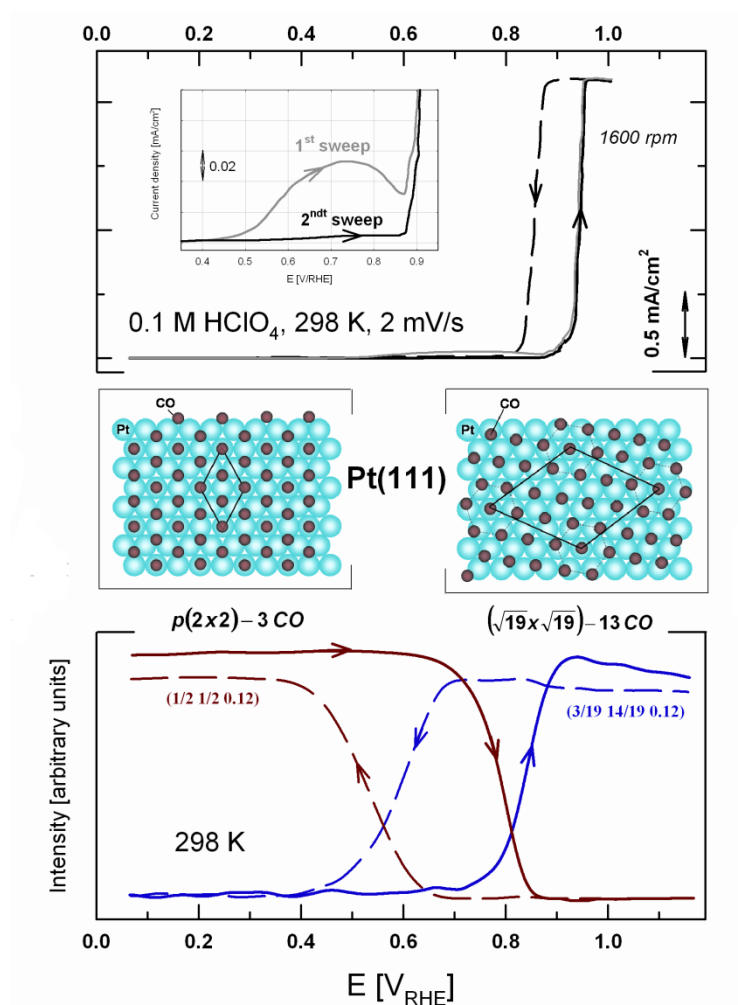 0.0 0.2 0.4 0.6 0.8 1.0
1600 rpm
Current density [mA/cm²]
0.02
1st sweep
2ndt sweep
0.4 0.5 0.6 0.7 0.8 0.9
E [V/RHE]
0.5 mA/cm²
0.1 M HClO₄, 298 K, 2 mV/s
CO
Pt
Pt(111)
CO
Pt
p(2x2)–3 CO
(√19x√19)–13 CO
(1/2 1/2 0.12)
(3/19 14/19 0.12)
Intensity [arbitrary units]
298 K
0.0 0.2 0.4 0.6 0.8 1.0
E [V_RHE]